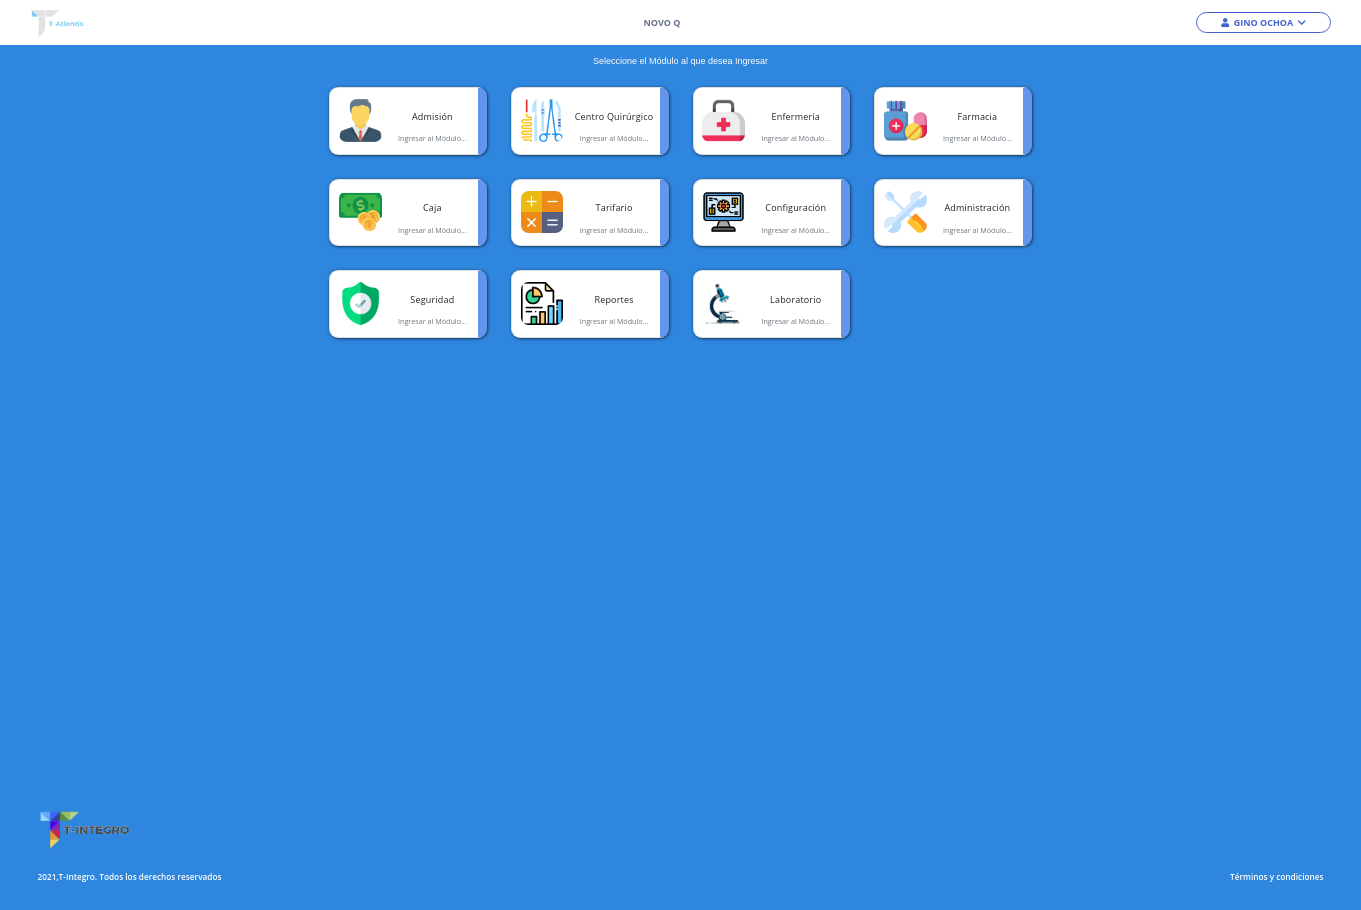 T-Atiendo
NOVO Q
GINO OCHOA
Seleccione el Módulo al que desea Ingresar
Admisión
Ingresar al Módulo...
Centro Quirúrgico
Ingresar al Módulo...
Enfermería
Ingresar al Módulo...
Farmacia
Ingresar al Módulo...
Caja
Ingresar al Módulo...
Tarifario
Ingresar al Módulo...
Configuración
Ingresar al Módulo...
Administración
Ingresar al Módulo...
Seguridad
Ingresar al Módulo...
Reportes
Ingresar al Módulo...
Laboratorio
Ingresar al Módulo...
T-INTEGRO
2021,T-Integro. Todos los derechos reservados
Términos y condiciones